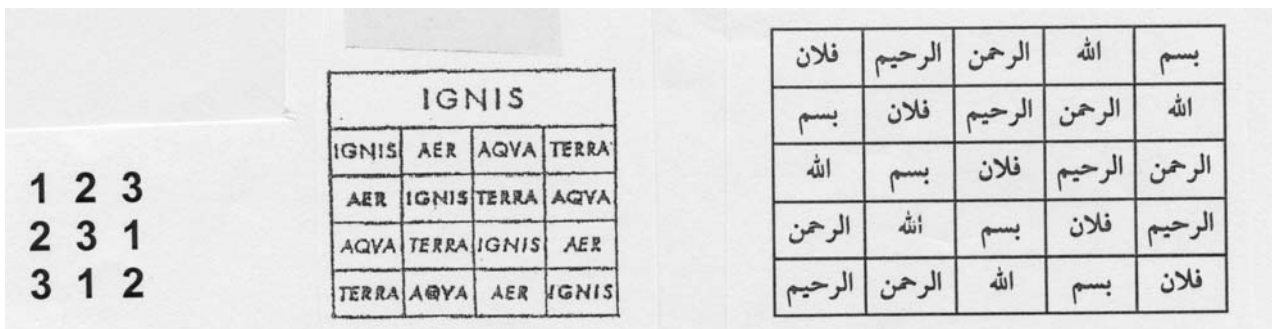 1 2 3
2 3 1
3 1 2
IGNIS
IGNIS AER AQVA TERRA
AER IGNIS TERRA AQVA
AQVA TERRA IGNIS AER
TERRA AQVA AER IGNIS
بسم الله الرحمن الرحيم فلان
الله الرحمن الرحيم فلان بسم
الرحمن الرحيم فلان بسم الله
الرحيم فلان بسم الله الرحمن
فلان بسم الله الرحمن الرحيم